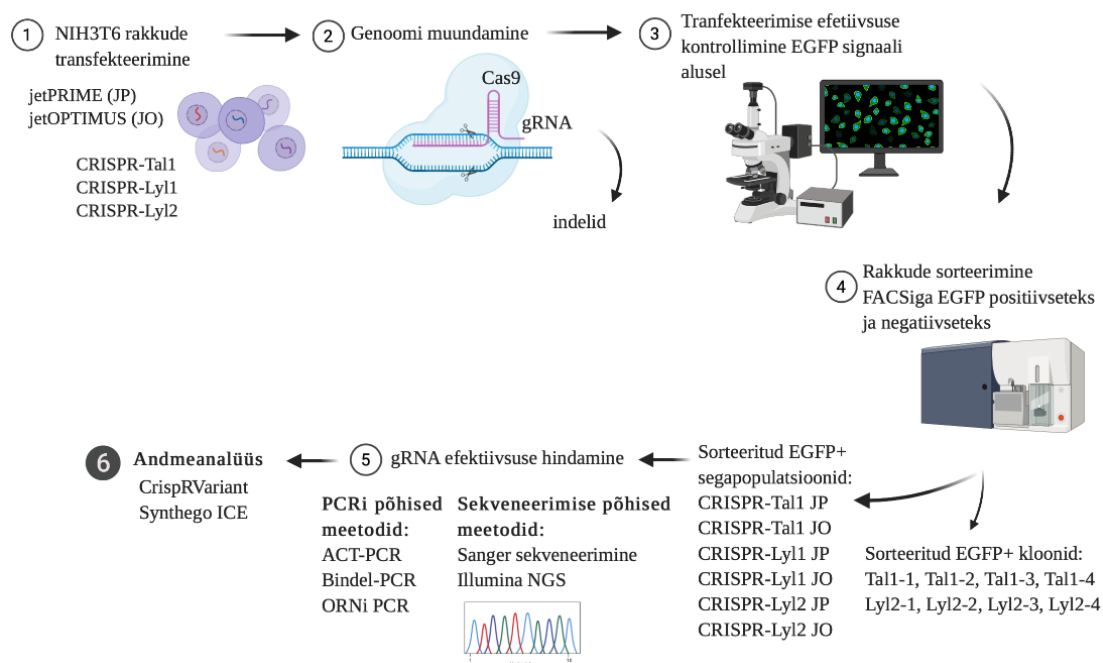 1 NIH3T6 rakkude
transfekteerimine
jetPRIME (JP)
jetOPTIMUS (JO)
CRISPR-Tal1
CRISPR-Lyl1
CRISPR-Lyl2
2 Genoomi muundamine
Cas9
gRNA
indelid
3 Tranfekteerimise efetiivsuse
kontrollimine EGFP signaali
alusel
4 Rakkude sorteerimine
FACSiga EGFP positiivseteks
ja negatiivseteks
Sorteeritud EGFP+
segapopulatsioonid:
CRISPR-Tal1 JP
CRISPR-Tal1 JO
CRISPR-Lyl1 JP
CRISPR-Lyl1 JO
CRISPR-Lyl2 JP
CRISPR-Lyl2 JO
Sorteeritud EGFP+ kloonid:
Tal1-1, Tal1-2, Tal1-3, Tal1-4
Lyl2-1, Lyl2-2, Lyl2-3, Lyl2-4
5 gRNA efektiivsuse hindamine
PCRi põhised
meetodid:
ACT-PCR
Bindel-PCR
ORNi PCR
Sekveneerimise põhised
meetodid:
Sanger sekveneerimine
Illumina NGS
6 Andmeanalüüs
CrispRVariant
Synthego ICE